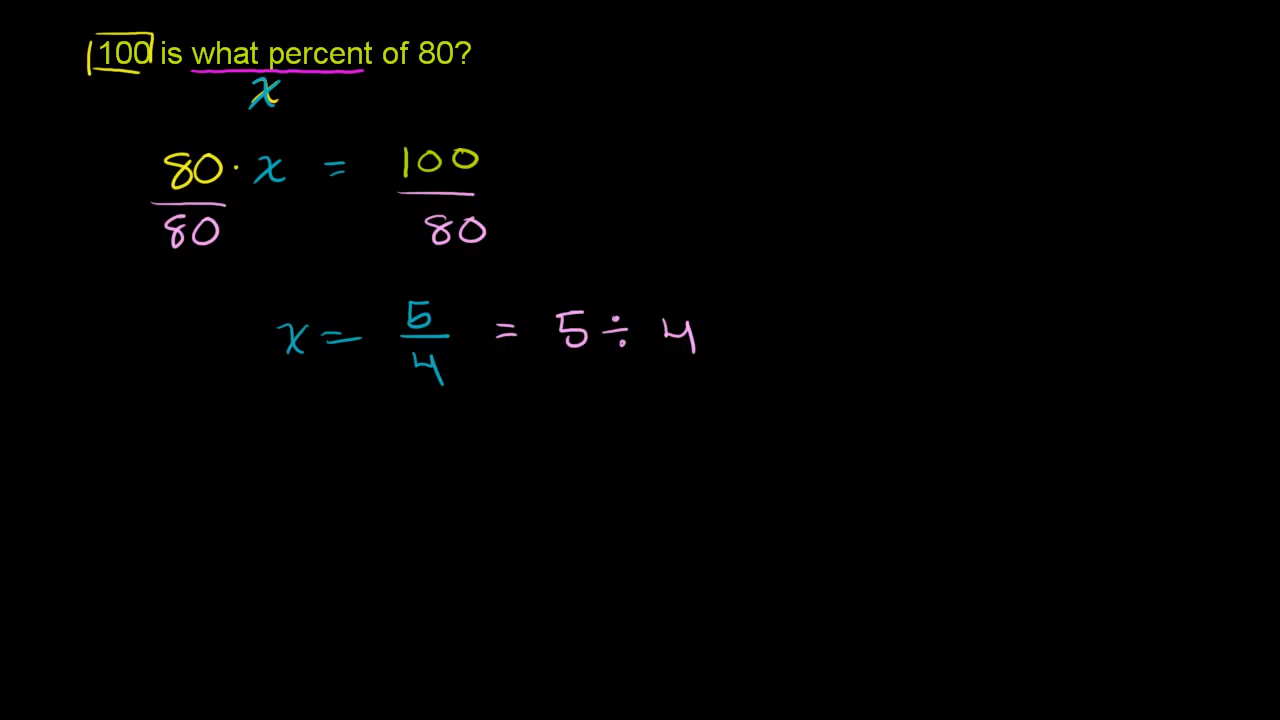 100 is what percent of 80?
x
80 · x = 100
80 80
x = 5/4 = 5 ÷ 4